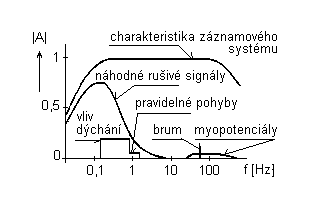 |A|
charakteristika záznamového
systému
1
náhodné rušivé signály
0,5
pravidelné pohyby
vliv
dýchání
brum
myopotenciály
0
0,1
1
10
100
f [Hz]